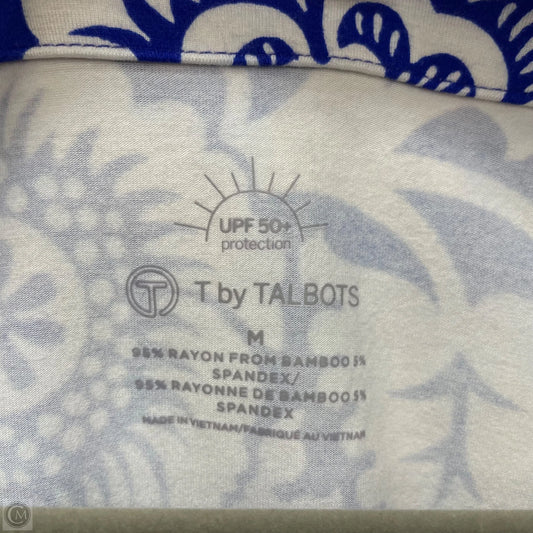 UPF 50+
protection
T T by TALBOTS
M
95% RAYON FROM BAMBOO 5%
SPANDEX/
95% RAYONNE DE BAMBOO 5%
SPANDEX
MADE IN VIETNAM/FABRIQUÉ AU VIETNAM
M